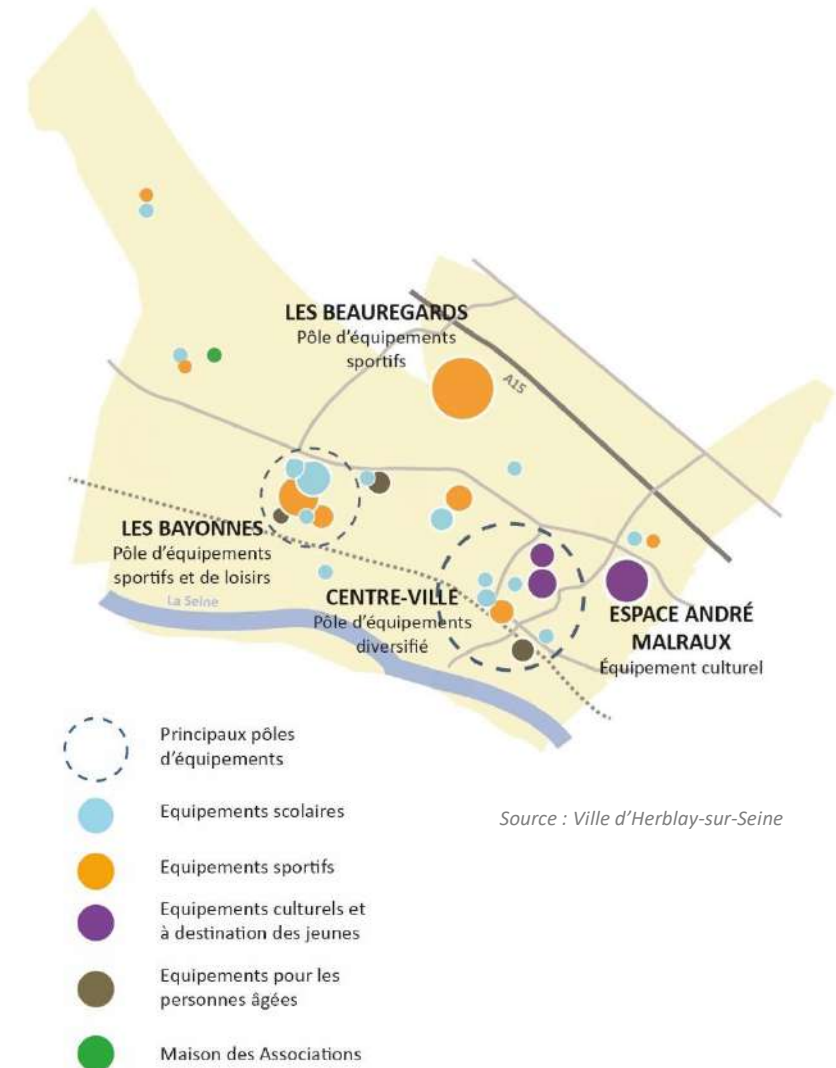 LES BEAUREGARDS
Pôle d'équipements
sportifs
A15
LES BAYONNES
Pôle d'équipements
sportifs et de loisirs
La Seine
CENTRE-VILLE
Pôle d'équipements
diversifié
ESPACE ANDRÉ
MALRAUX
Équipement culturel
Principaux pôles
d'équipements
Equipements scolaires
Source : Ville d'Herblay-sur-Seine
Equipements sportifs
Equipements culturels et
à destination des jeunes
Equipements pour les
personnes âgées
Maison des Associations